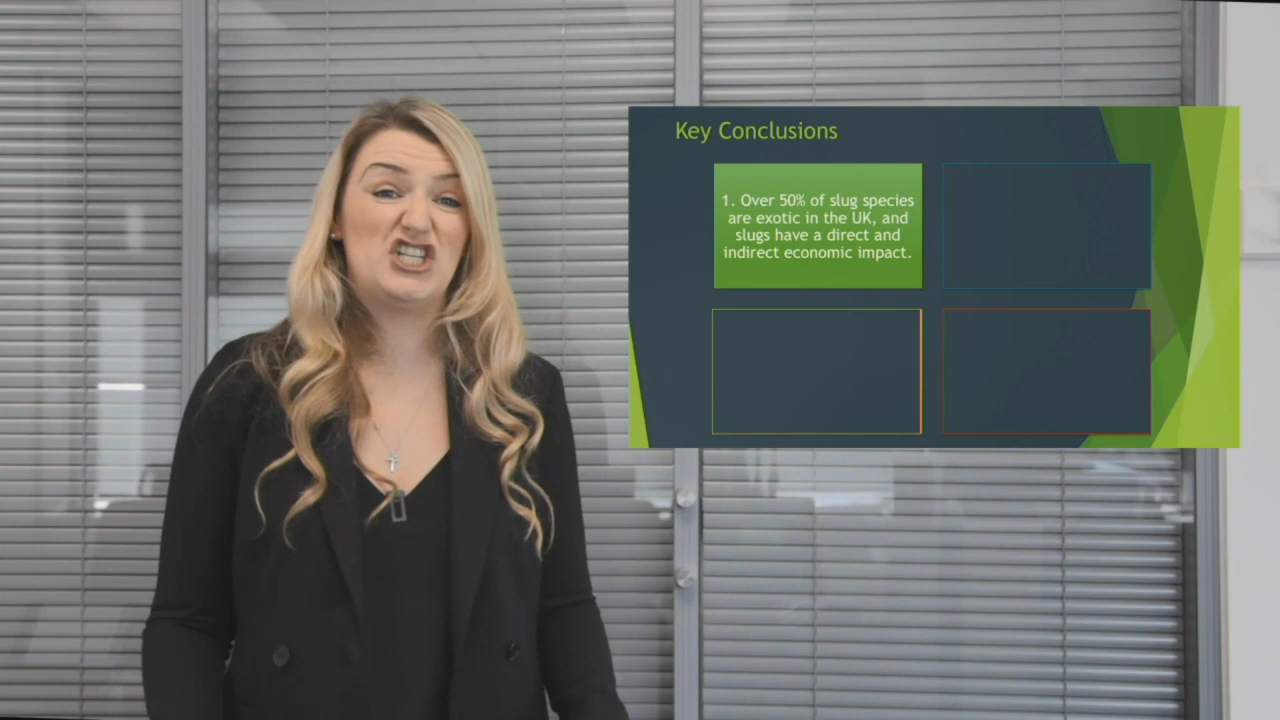 Key Conclusions
1. Over 50% of slug species
are exotic in the UK, and
slugs have a direct and
indirect economic impact.